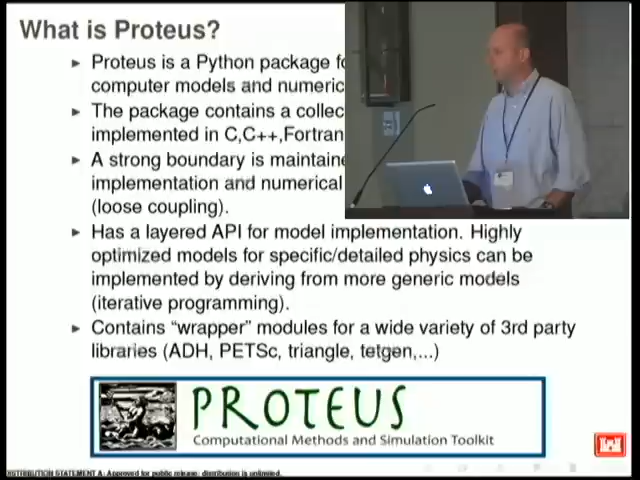 What is Proteus?
Proteus is a Python package
computer models and numeric
The package contains a collec
implemented in C,C++,Fortran
A strong boundary is maintaine
implementation and numerical
(loose coupling).
Has a layered API for model implementation. Highly
optimized models for specific/detailed physics can be
implemented by deriving from more generic models
(iterative programming).
Contains "wrapper" modules for a wide variety of 3rd party
libraries (ADH, PETSc, triangle, tetgen,...)
PROTEUS
Computational Methods and Simulation Toolkit
DISTRIBUTION STATEMENT A: Approved for public release; distribution is unlimited.